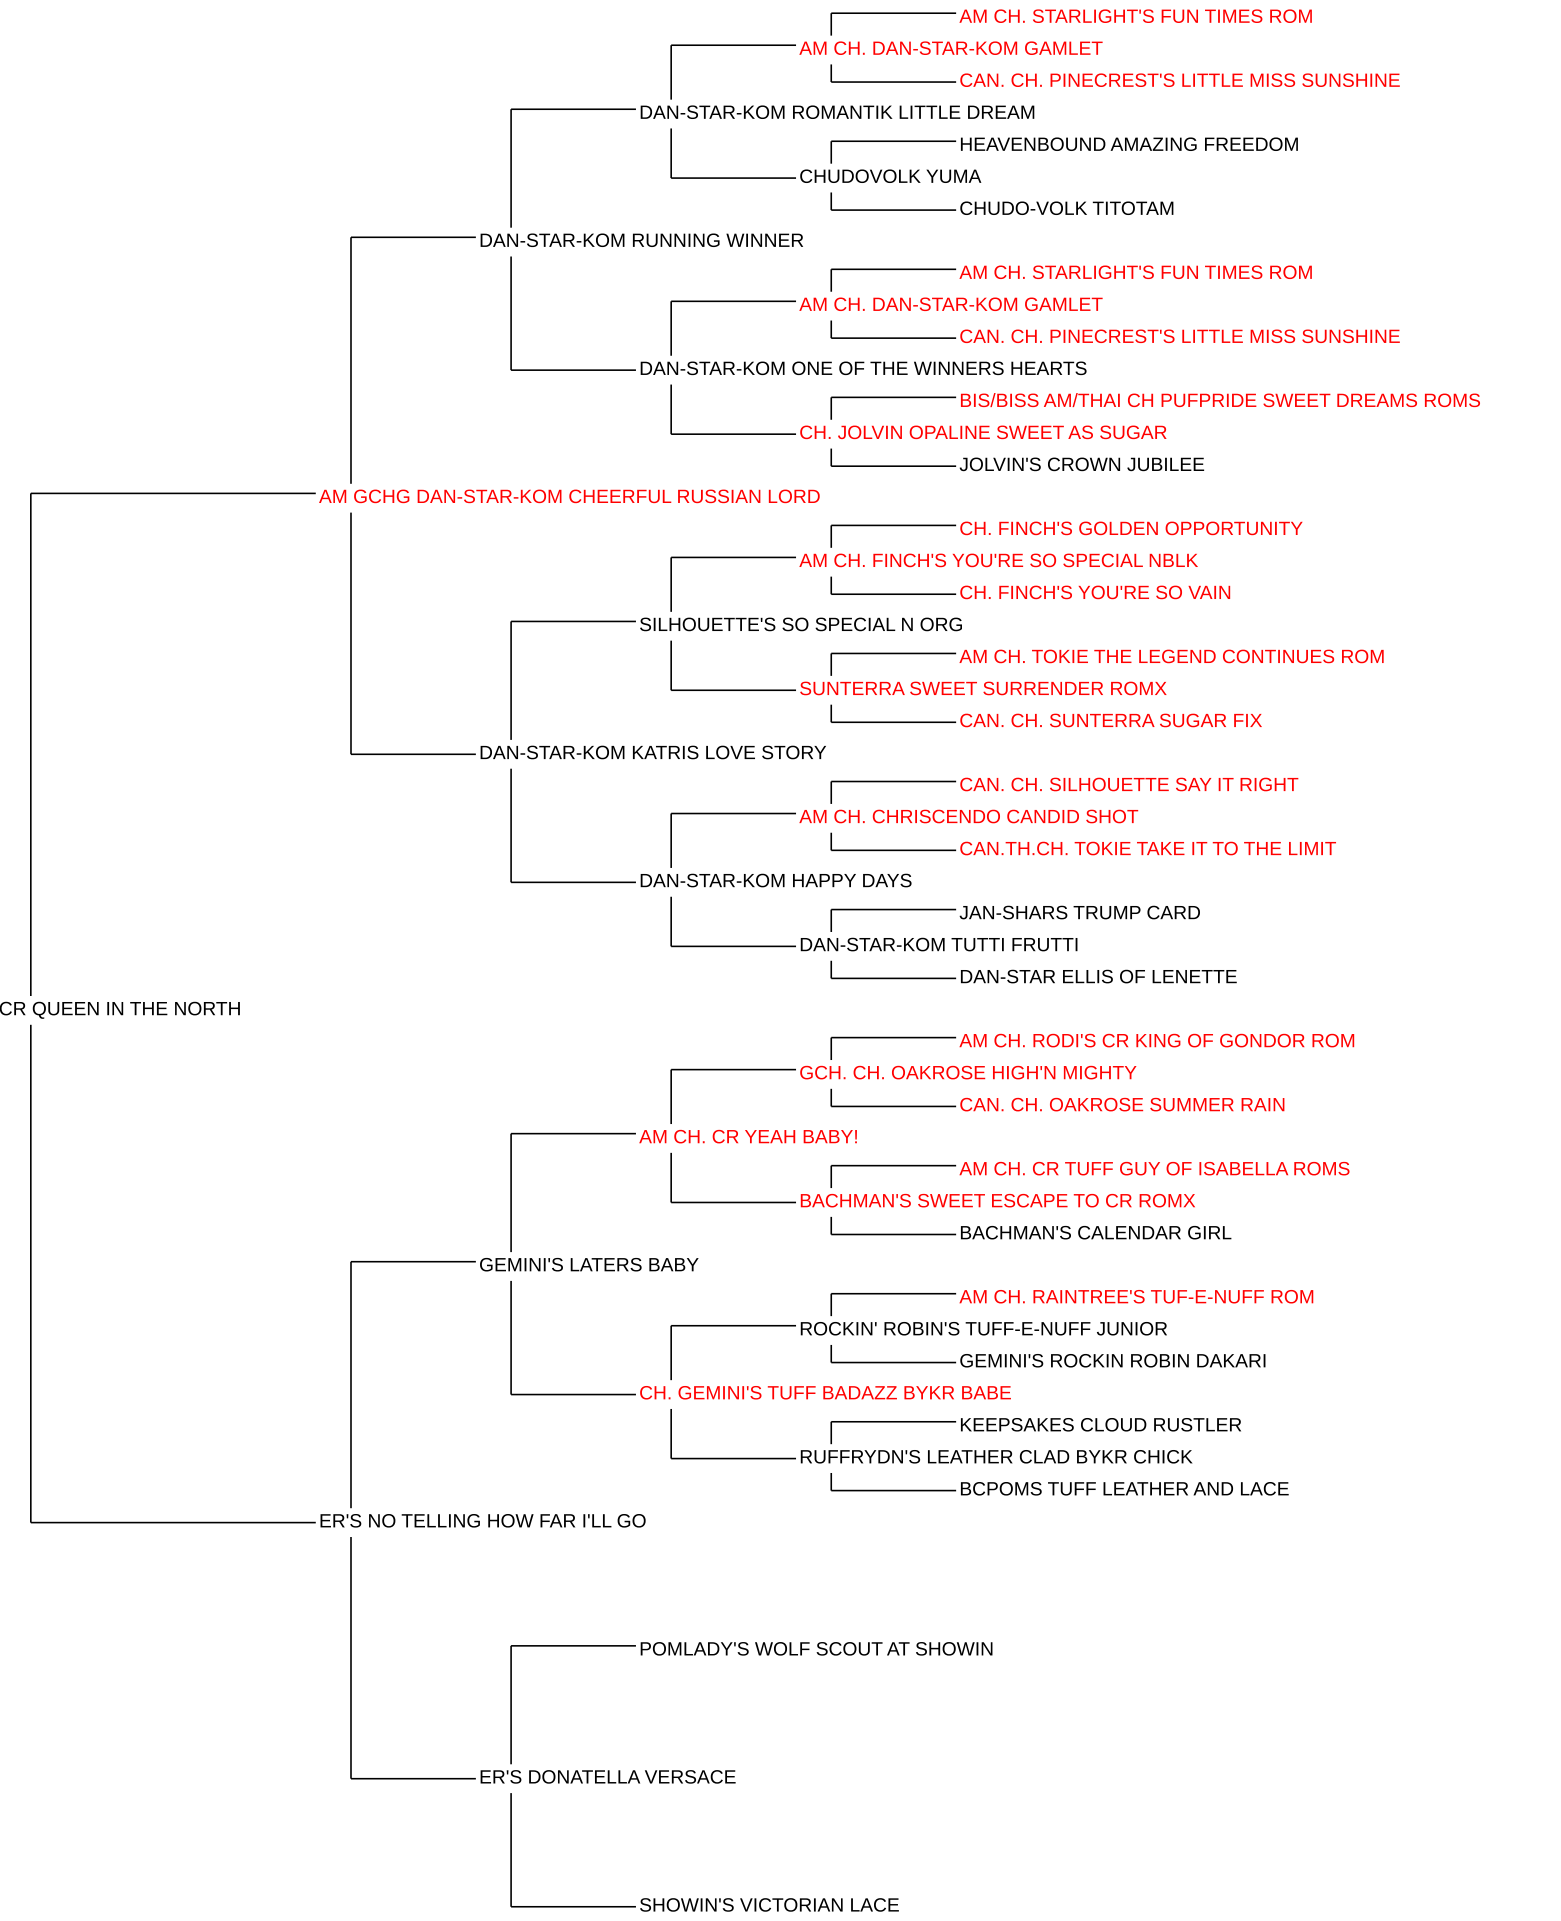 AM CH. STARLIGHT'S FUN TIMES ROM
AM CH. DAN-STAR-KOM GAMLET
CAN. CH. PINECREST'S LITTLE MISS SUNSHINE
DAN-STAR-KOM ROMANTIK LITTLE DREAM
HEAVENBOUND AMAZING FREEDOM
CHUDOVOLK YUMA
CHUDO-VOLK TITOTAM
DAN-STAR-KOM RUNNING WINNER
AM CH. STARLIGHT'S FUN TIMES ROM
AM CH. DAN-STAR-KOM GAMLET
CAN. CH. PINECREST'S LITTLE MISS SUNSHINE
DAN-STAR-KOM ONE OF THE WINNERS HEARTS
BIS/BISS AM/THAI CH PUFPRIDE SWEET DREAMS ROMS
CH. JOLVIN OPALINE SWEET AS SUGAR
JOLVIN'S CROWN JUBILEE
AM GCHG DAN-STAR-KOM CHEERFUL RUSSIAN LORD
CH. FINCH'S GOLDEN OPPORTUNITY
AM CH. FINCH'S YOU'RE SO SPECIAL NBLK
CH. FINCH'S YOU'RE SO VAIN
SILHOUETTE'S SO SPECIAL N ORG
AM CH. TOKIE THE LEGEND CONTINUES ROM
SUNTERRA SWEET SURRENDER ROMX
CAN. CH. SUNTERRA SUGAR FIX
DAN-STAR-KOM KATRIS LOVE STORY
CAN. CH. SILHOUETTE SAY IT RIGHT
AM CH. CHRISCENDO CANDID SHOT
CAN.TH.CH. TOKIE TAKE IT TO THE LIMIT
DAN-STAR-KOM HAPPY DAYS
JAN-SHARS TRUMP CARD
DAN-STAR-KOM TUTTI FRUTTI
DAN-STAR ELLIS OF LENETTE
CR QUEEN IN THE NORTH
AM CH. RODI'S CR KING OF GONDOR ROM
GCH. CH. OAKROSE HIGH'N MIGHTY
CAN. CH. OAKROSE SUMMER RAIN
AM CH. CR YEAH BABY!
AM CH. CR TUFF GUY OF ISABELLA ROMS
BACHMAN'S SWEET ESCAPE TO CR ROMX
BACHMAN'S CALENDAR GIRL
GEMINI'S LATERS BABY
AM CH. RAINTREE'S TUF-E-NUFF ROM
ROCKIN' ROBIN'S TUFF-E-NUFF JUNIOR
GEMINI'S ROCKIN ROBIN DAKARI
CH. GEMINI'S TUFF BADAZZ BYKR BABE
KEEPSAKES CLOUD RUSTLER
RUFFRYDN'S LEATHER CLAD BYKR CHICK
BCPOMS TUFF LEATHER AND LACE
ER'S NO TELLING HOW FAR I'LL GO
POMLADY'S WOLF SCOUT AT SHOWIN
ER'S DONATELLA VERSACE
SHOWIN'S VICTORIAN LACE